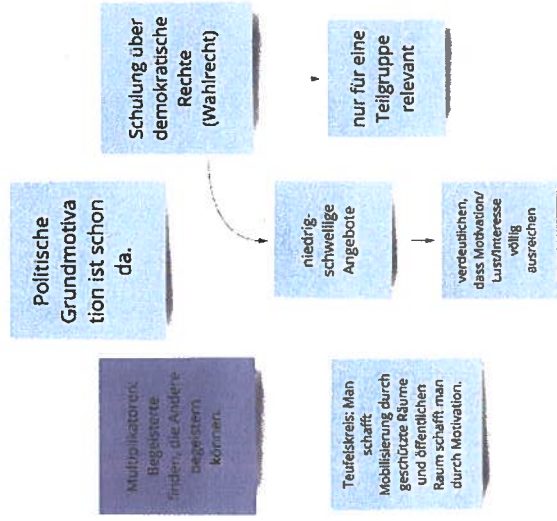 Politische
Grundmotiva
tion ist schon
da.
Schulung über
demokratische
Rechte
(Wahlrecht)
Multiplikatoren:
Begeisterte
finden, die Andere
begeistern
können.
niedrig-
schwellige
Angebote
nur für eine
Teilgruppe
relevant
Teufelskreis: Man
schafft
Mobilisierung durch
geschützte Räume
und öffentlichen
Raum schafft man
durch Motivation.
verdeutlichen,
dass Motivation/
Lust/Interesse
völlig
ausreichen